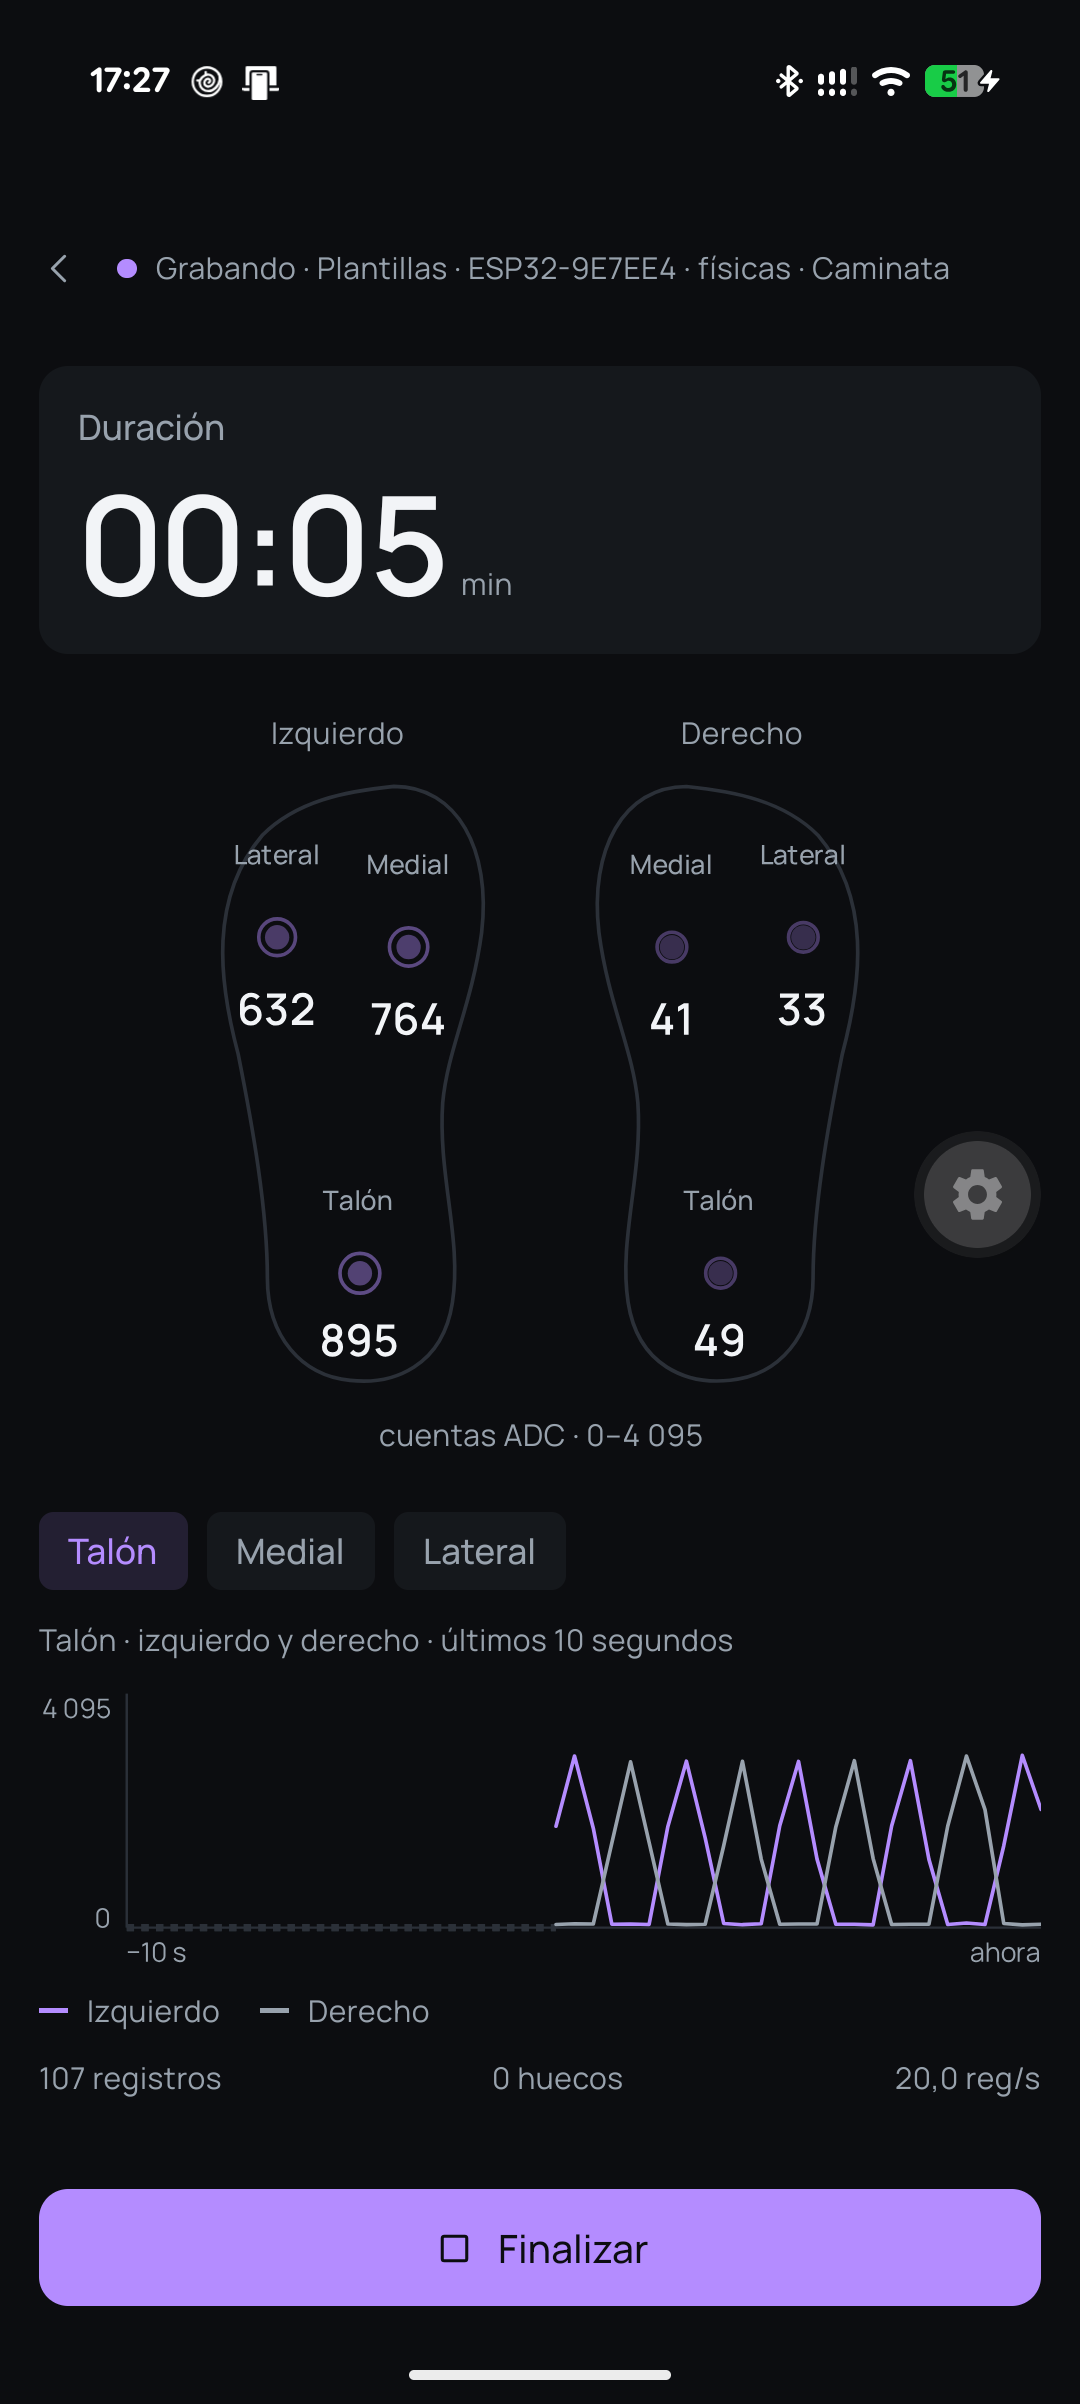 17:27
51
Grabando · Plantillas · ESP32-9E7EE4 · físicas · Caminata
Duración
00:05 min
Izquierdo Derecho
Lateral Medial Medial Lateral
632 764 41 33
Talón Talón
895 49
cuentas ADC · 0–4 095
Talón Medial Lateral
Talón · izquierdo y derecho · últimos 10 segundos
4 095
0
−10 s ahora
Izquierdo Derecho
107 registros 0 huecos 20,0 reg/s
Finalizar